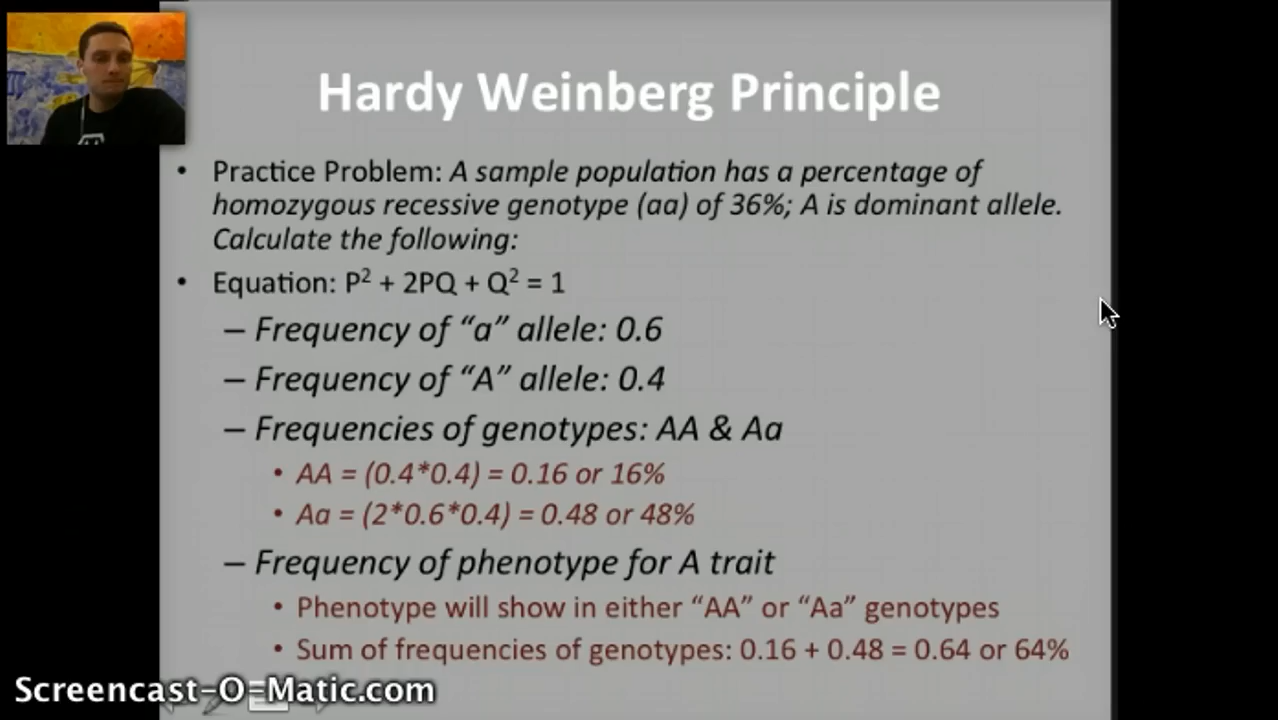 Hardy Weinberg Principle
• Practice Problem: A sample population has a percentage of
homozygous recessive genotype (aa) of 36%; A is dominant allele.
Calculate the following:
• Equation: P² + 2PQ + Q² = 1
– Frequency of “a” allele: 0.6
– Frequency of “A” allele: 0.4
– Frequencies of genotypes: AA & Aa
• AA = (0.4*0.4) = 0.16 or 16%
• Aa = (2*0.6*0.4) = 0.48 or 48%
– Frequency of phenotype for A trait
• Phenotype will show in either “AA” or “Aa” genotypes
• Sum of frequencies of genotypes: 0.16 + 0.48 = 0.64 or 64%
Screencast-O-Matic.com